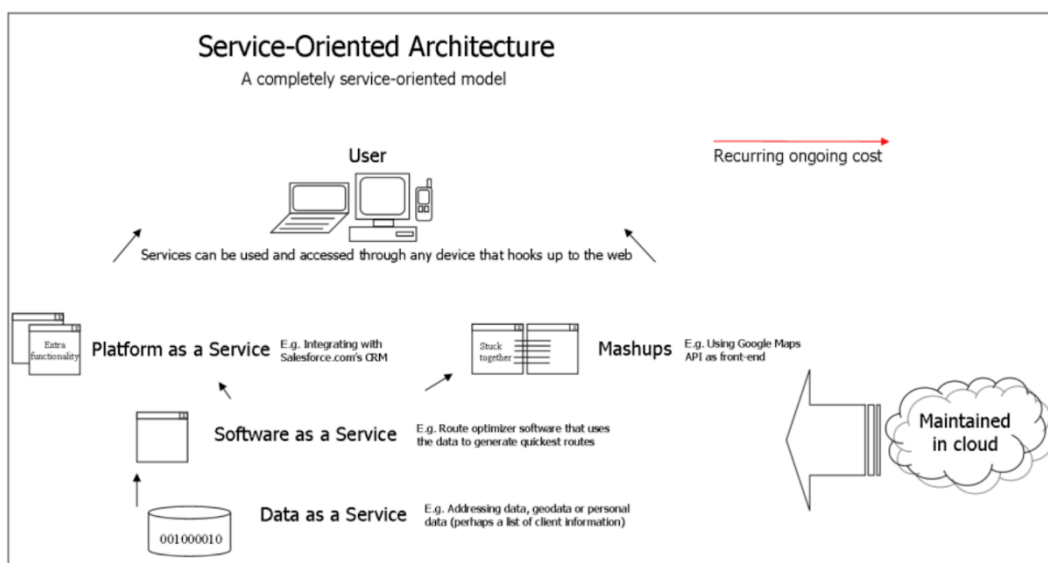 Service-Oriented Architecture
A completely service-oriented model
User
Recurring ongoing cost
Services can be used and accessed through any device that hooks up to the web
Extra
functionality
Platform as a Service
E.g. Integrating with
Salesforce.com's CRM
Stuck
together
Mashups
E.g. Using Google Maps
API as front-end
Software as a Service
E.g. Route optimizer software that uses
the data to generate quickest routes
Maintained
in cloud
Data as a Service
E.g. Addressing data, geodata or personal
data (perhaps a list of client information)
001000010